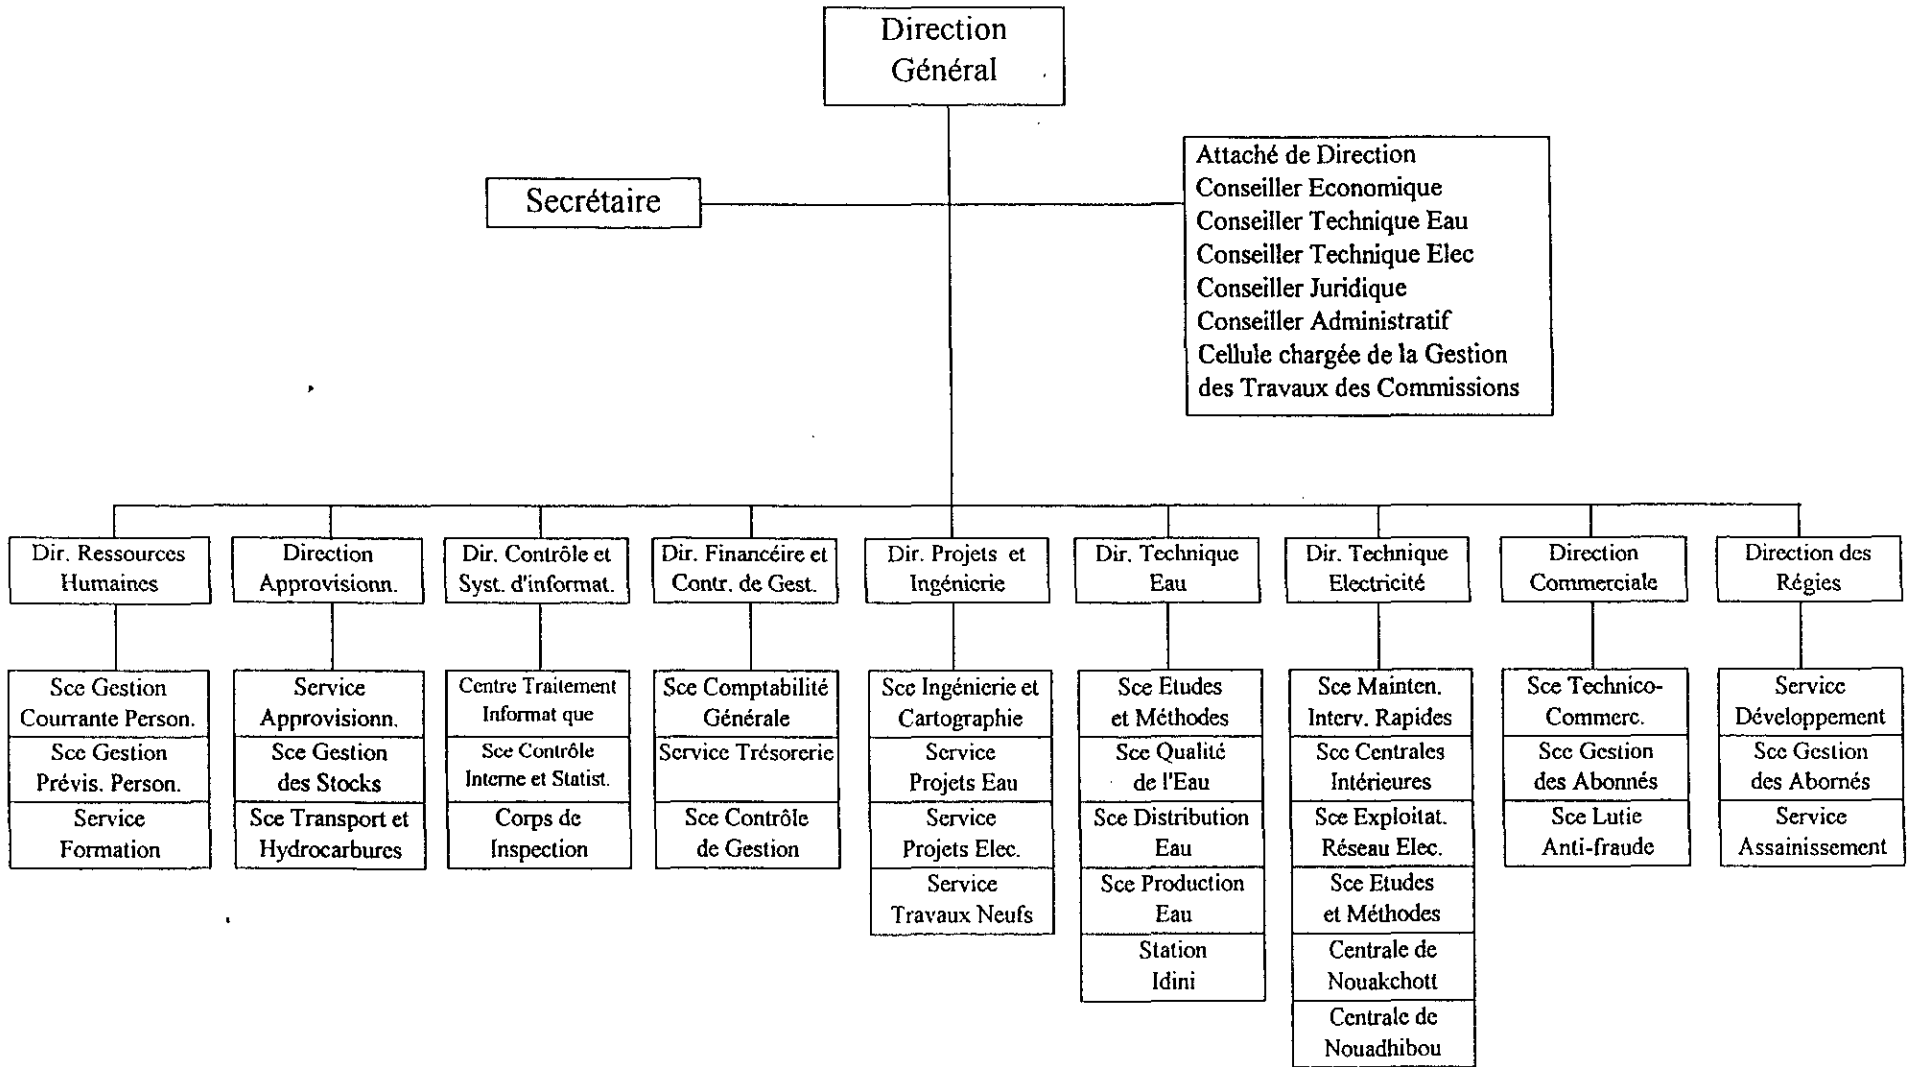 Direction
Général
Secrétaire
Attaché de Direction
Conseiller Economique
Conseiller Technique Eau
Conseiller Technique Elec
Conseiller Juridique
Conseiller Administratif
Cellule chargée de la Gestion
des Travaux des Commissions
Dir. Ressources
Humaines
Direction
Approvisionn.
Dir. Contrôle et
Syst. d'informat.
Dir. Financéire et
Contr. de Gest.
Dir. Projets et
Ingénierie
Dir. Technique
Eau
Dir. Technique
Electricité
Direction
Commerciale
Direction des
Régies
Sce Gestion
Courrante Person.
Sce Gestion
Prévis. Person.
Service
Formation
Service
Approvisionn.
Sce Gestion
des Stocks
Sce Transport et
Hydrocarbures
Centre Traitement
Informat que
Sce Contrôle
Interne et Statist.
Corps de
Inspection
Sce Comptabilité
Générale
Service Trésorerie
Sce Contrôle
de Gestion
Sce Ingénierie et
Cartographie
Service
Projets Eau
Service
Projets Elec.
Service
Travaux Neufs
Sce Etudes
et Méthodes
Sce Qualité
de l'Eau
Sce Distribution
Eau
Sce Production
Eau
Station
Idini
Sce Mainten.
Interv. Rapides
Sce Centrales
Intérieures
Sce Exploitat.
Réseau Elec.
Sce Etudes
et Méthodes
Centrale de
Nouakchott
Centrale de
Nouadhibou
Sce Technico-
Commerc.
Sce Gestion
des Abonnés
Sce Lutie
Anti-fraude
Service
Développement
Sce Gestion
des Abornés
Service
Assainissement